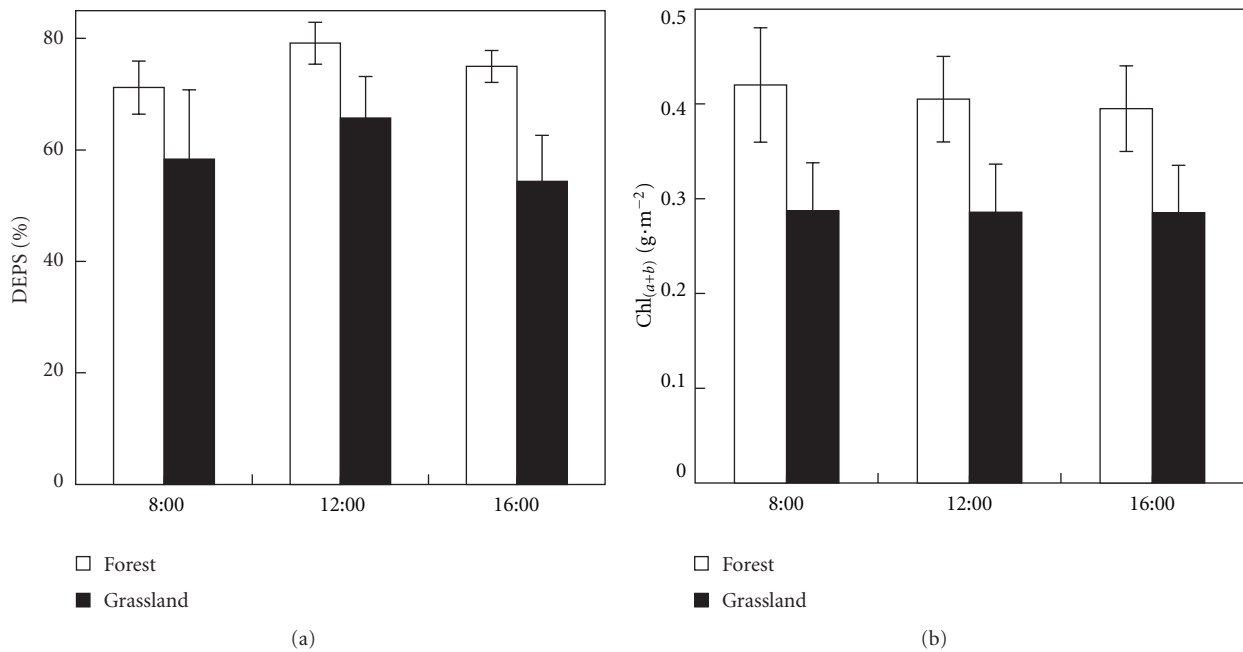 80
60
40
20
0
DEPS (%)
8:00
12:00
16:00
Forest
Grassland
(a)
0.5
0.4
0.3
0.2
0.1
0
Chl(a+b) (g·m−2)
8:00
12:00
16:00
Forest
Grassland
(b)